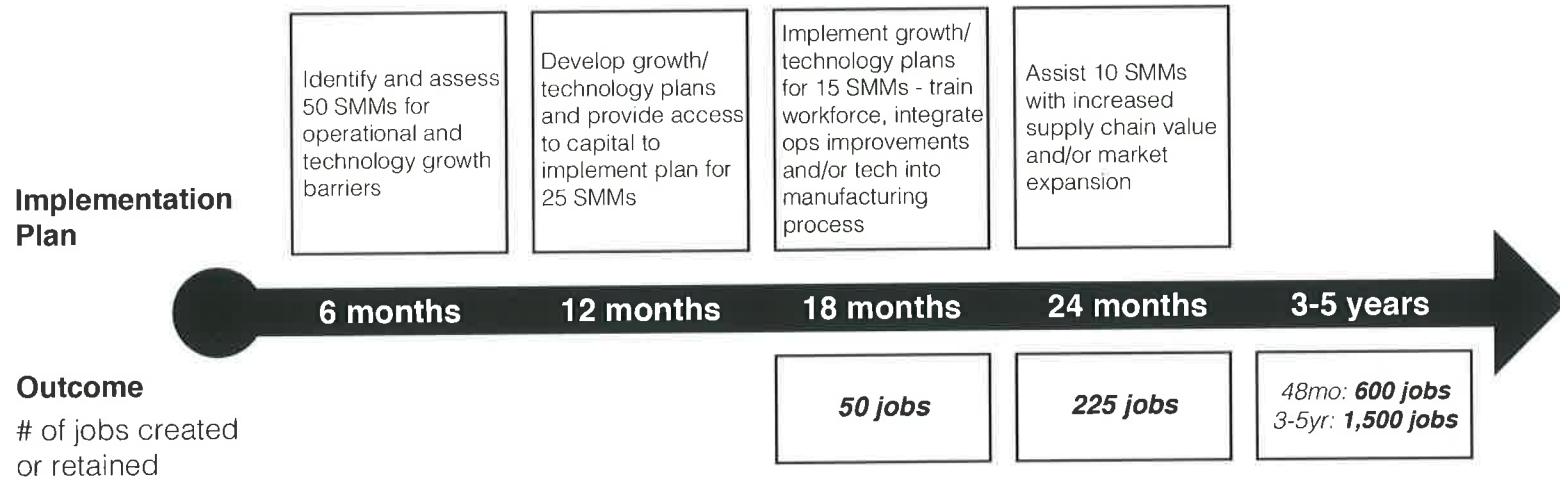 Identify and assess
50 SMMs for
operational and
technology growth
barriers
Develop growth/
technology plans
and provide access
to capital to
implement plan for
25 SMMs
Implement growth/
technology plans
for 15 SMMs - train
workforce, integrate
ops improvements
and/or tech into
manufacturing
process
Assist 10 SMMs
with increased
supply chain value
and/or market
expansion
Implementation
Plan
6 months
12 months
18 months
24 months
3-5 years
Outcome
# of jobs created
or retained
50 jobs
225 jobs
48mo: 600 jobs
3-5yr: 1,500 jobs